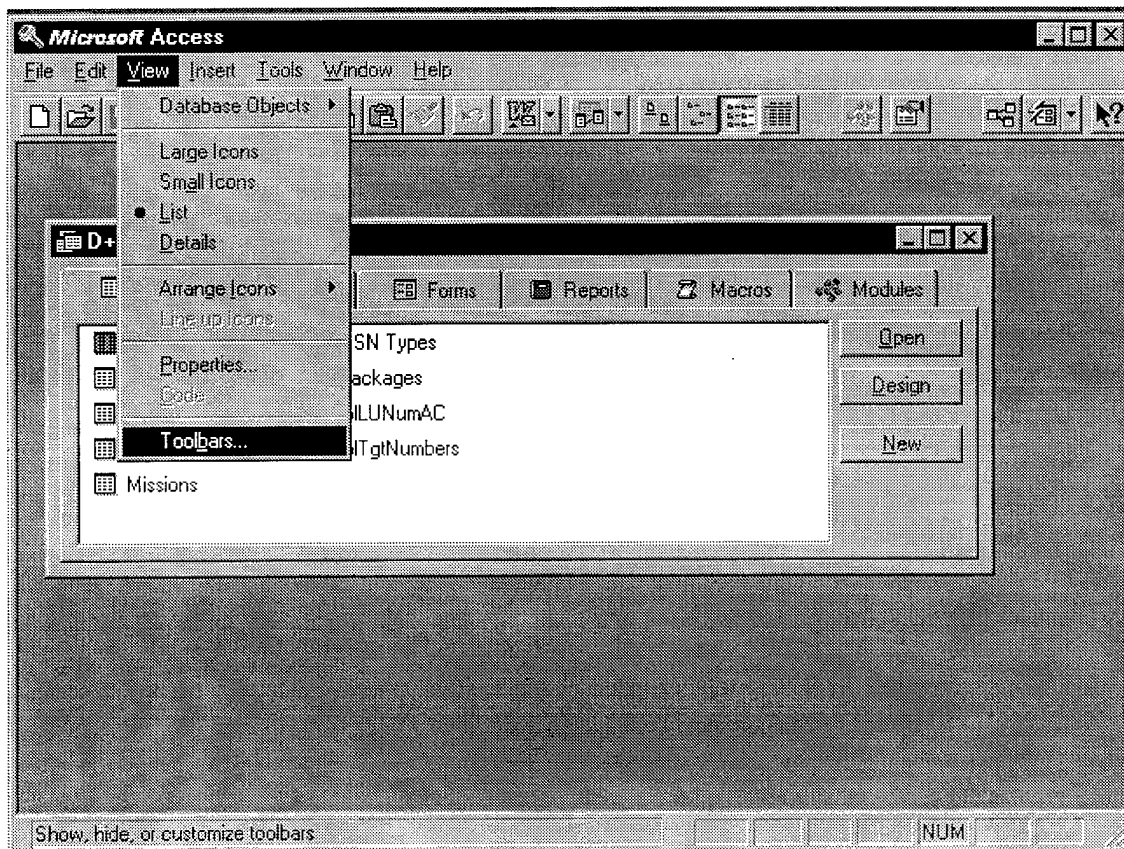 Microsoft Access
File Edit View Insert Tools Window Help
Database Objects
Large Icons
Small Icons
List
Details
Arrange Icons
Line up Icons
Properties...
Code
Toolbars...
D+
Forms Reports Macros Modules
SN Types
ackages
lLUNumAC
lTgtNumbers
Missions
Open
Design
New
Show, hide, or customize toolbars NUM